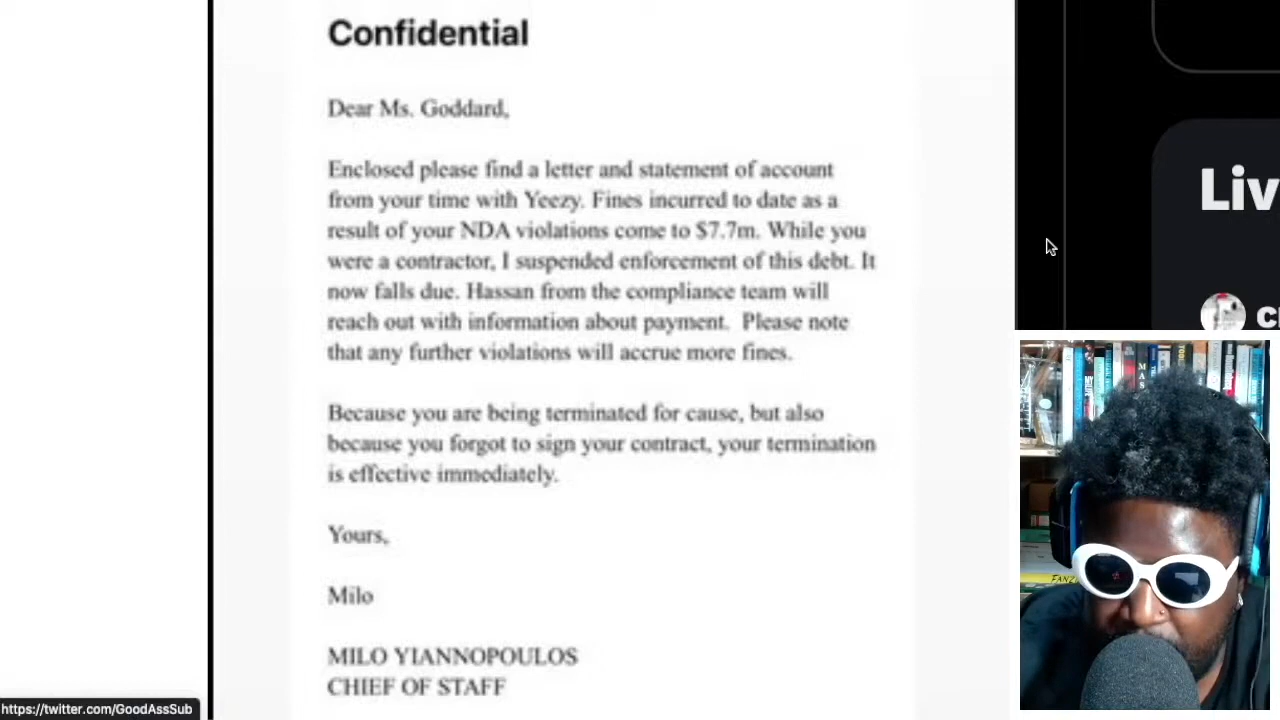 Confidential
Dear Ms. Goddard,
Enclosed please find a letter and statement of account
from your time with Yeezy. Fines incurred to date as a
result of your NDA violations come to $7.7m. While you
were a contractor, I suspended enforcement of this debt. It
now falls due. Hassan from the compliance team will
reach out with information about payment.  Please note
that any further violations will accrue more fines.
Because you are being terminated for cause, but also
because you forgot to sign your contract, your termination
is effective immediately.
Yours,
Milo
MILO YIANNOPOULOS
CHIEF OF STAFF
https://twitter.com/GoodAssSub
Liv